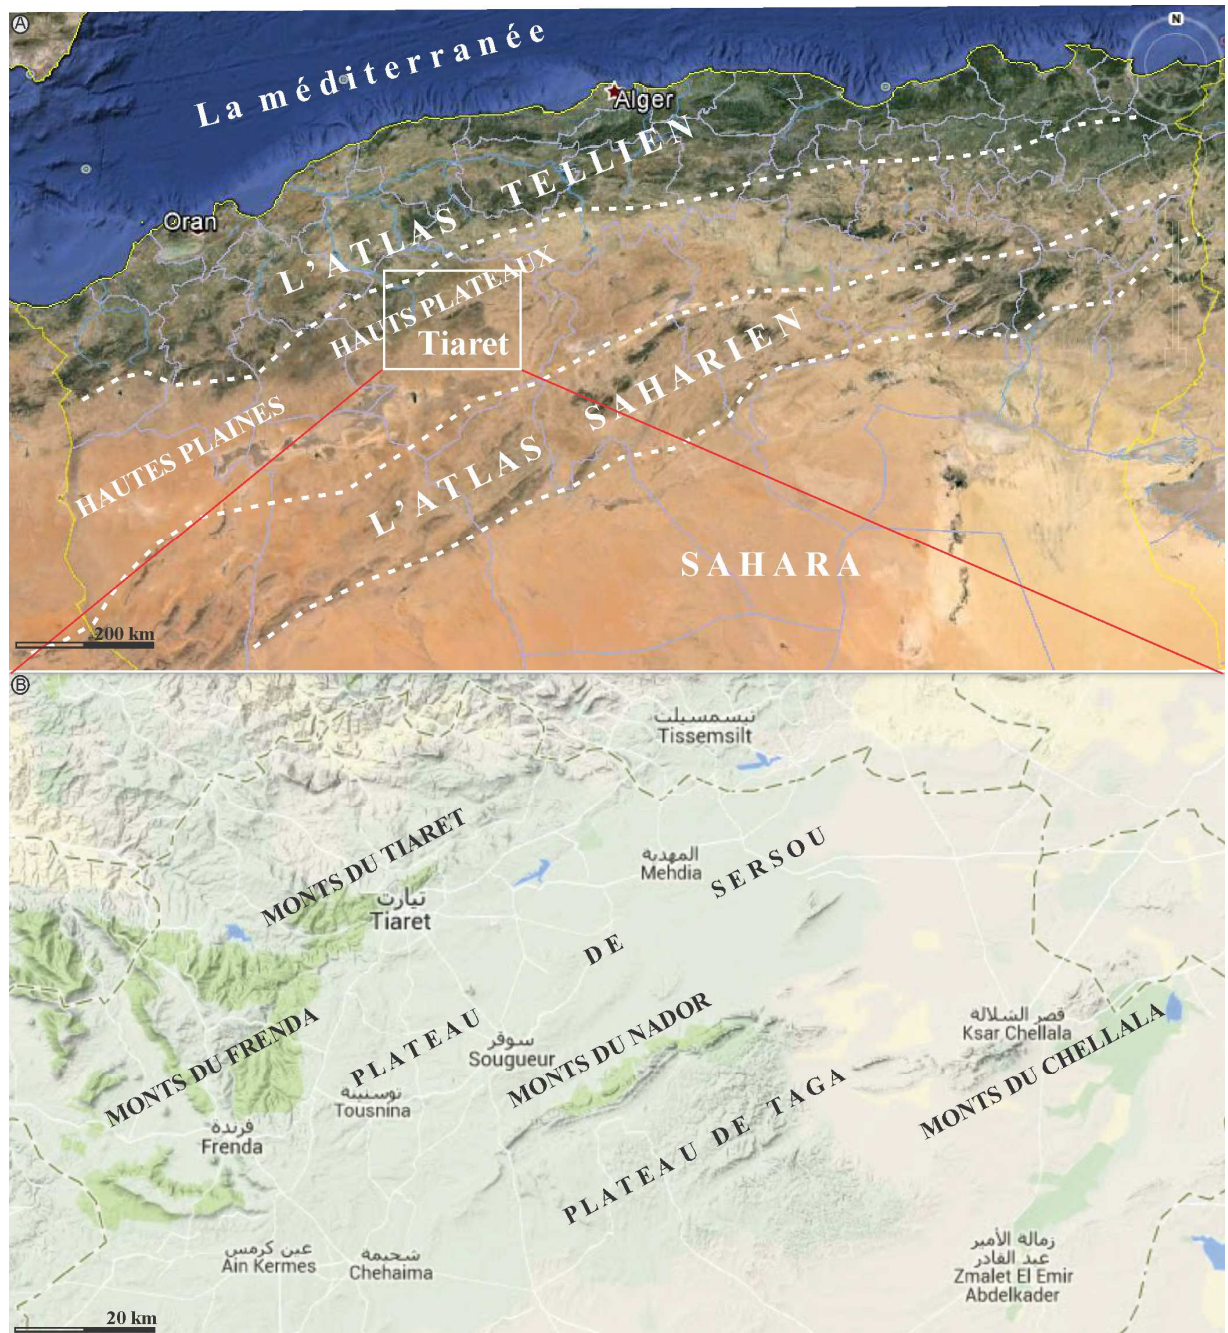 A
N
La méditerranée
Alger
Oran
L'ATLAS TELLIEN
HAUTS PLATEAUX
Tiaret
HAUTES PLAINES
L'ATLAS SAHARIEN
SAHARA
200 km
B
تيسمسيلت
Tissemsilt
MONTS DU TIARET
المهدية
Mehdia
تيارت
Tiaret
PLATEAU DE SERSOU
MONTS DU FRENDA
سوقر
Sougueur
MONTS DU NADOR
قصر الشلالة
Ksar Chellala
توسنينة
Tousnina
PLATEAU DE TAGA
MONTS DU CHELLALA
فرندة
Frenda
عين كرمس
Ain Kermes
شحيمة
Chehaima
زمالة الأمير
عبد القادر
Zmalet El Emir
Abdelkader
20 km